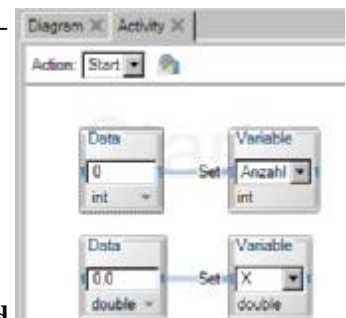 Diagram Activity
Action: Start
Data Variable
0 Set Anzahl
int int
Data Variable
0.0 Set X
double double
d